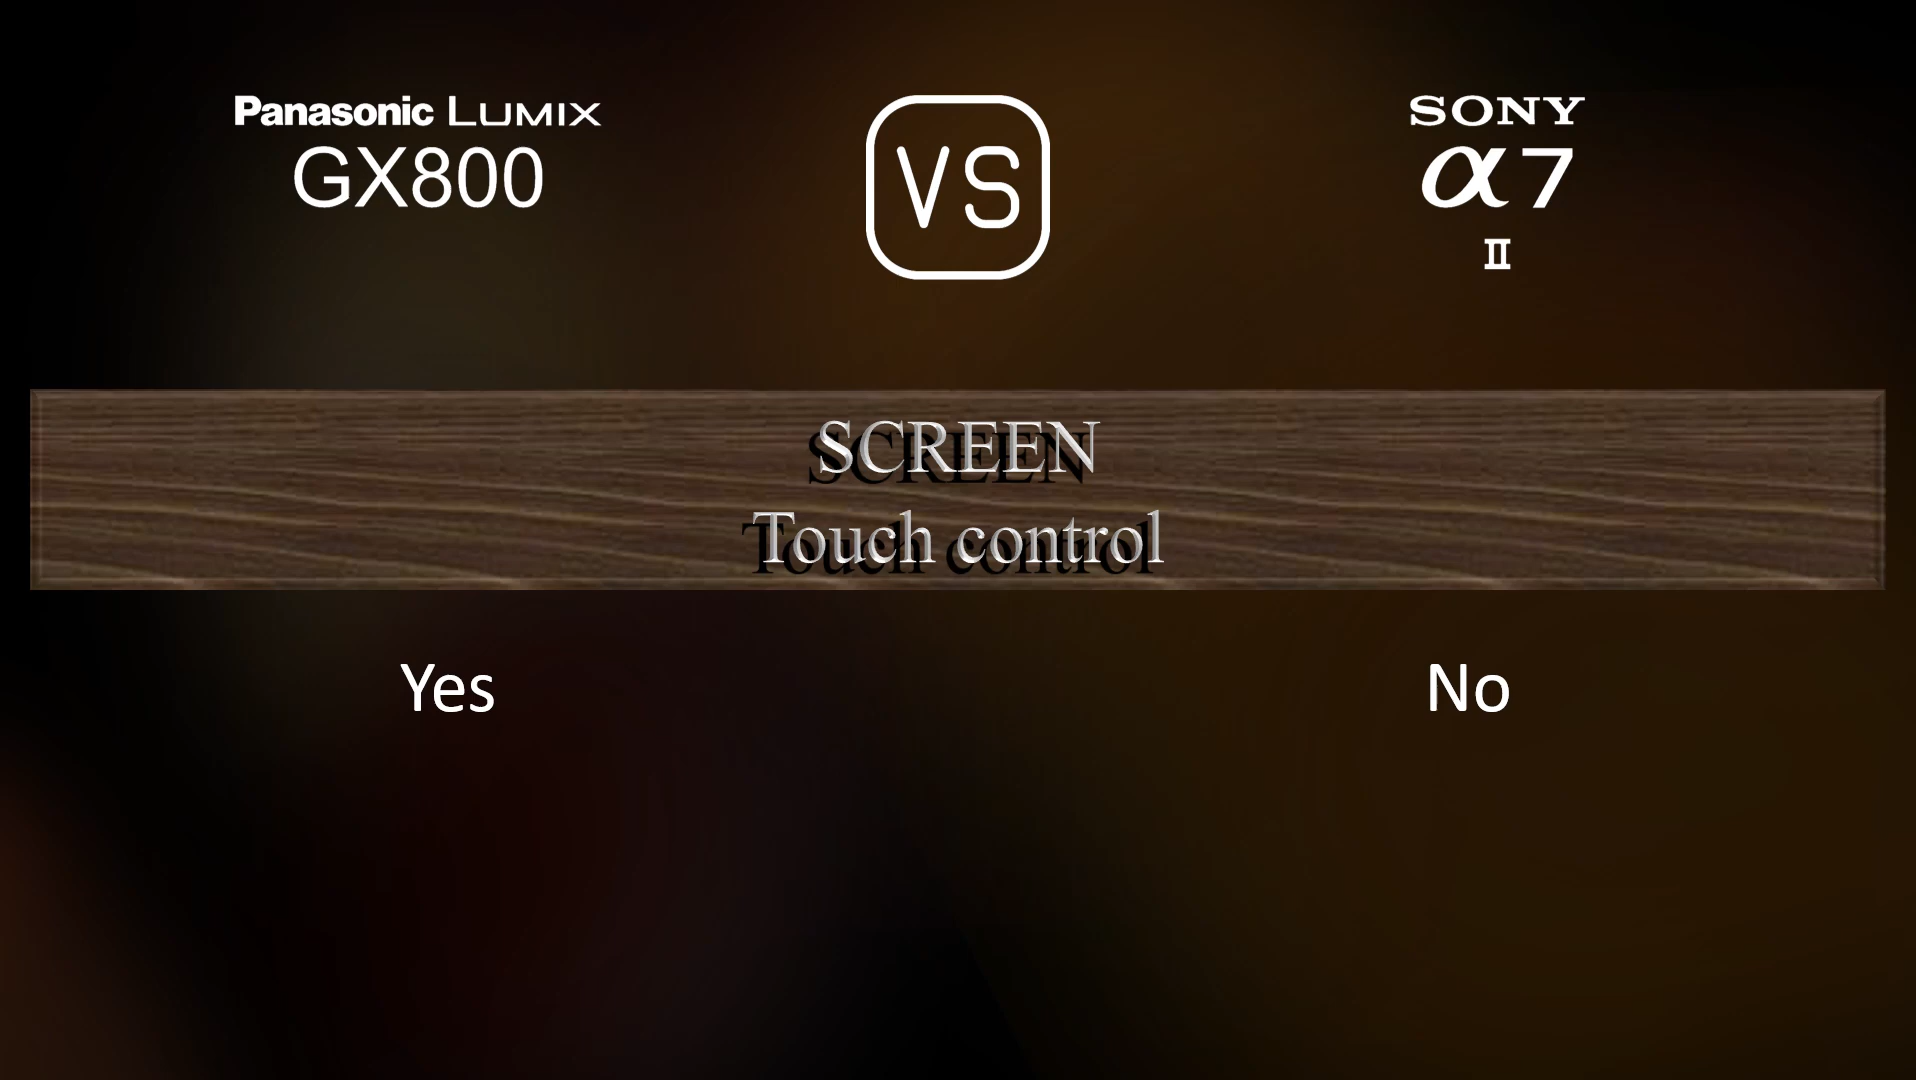 Panasonic LUMIX
GX800
VS
SONY
α7
II
SCREEN
Touch control
Yes
No